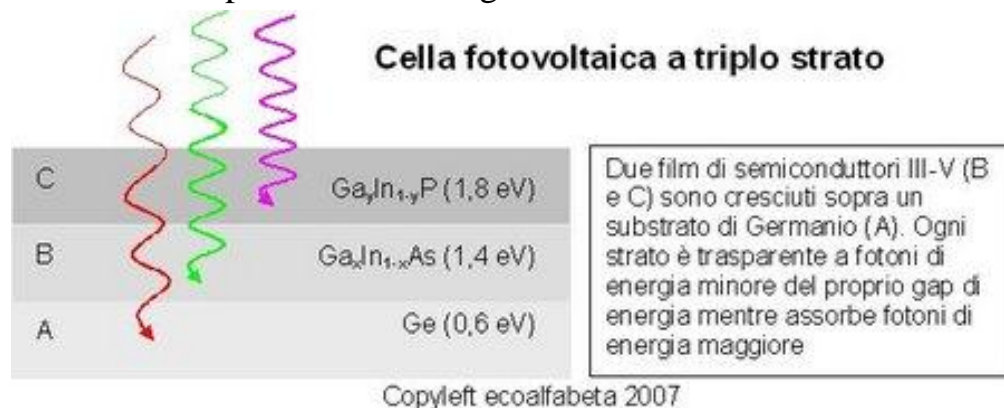 Cella fotovoltaica a triplo strato
C
GayIn1-yP (1,8 eV)
B
GaxIn1-xAs (1,4 eV)
A
Ge (0,6 eV)
Due film di semiconduttori III-V (B
e C) sono cresciuti sopra un
substrato di Germanio (A). Ogni
strato è trasparente a fotoni di
energia minore del proprio gap di
energia mentre assorbe fotoni di
energia maggiore
Copyleft ecoalfabeta 2007